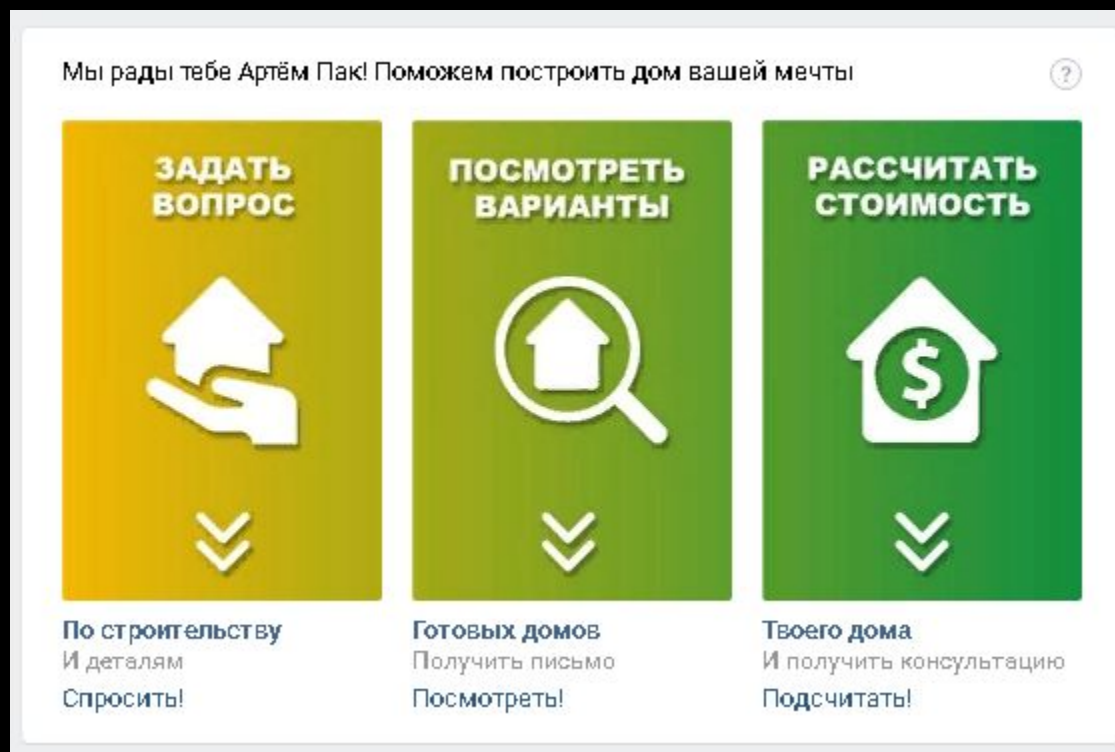 Мы рады тебе Артём Пак! Поможем построить дом вашей мечты
?
ЗАДАТЬ
ВОПРОС
По строительству
И деталям
Спросить!
ПОСМОТРЕТЬ
ВАРИАНТЫ
Готовых домов
Получить письмо
Посмотреть!
РАССЧИТАТЬ
СТОИМОСТЬ
$
Твоего дома
И получить консультацию
Подсчитать!